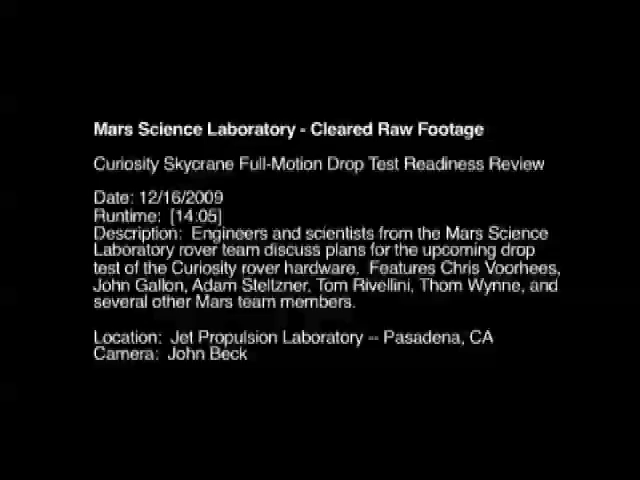 Mars Science Laboratory - Cleared Raw Footage
Curiosity Skycrane Full-Motion Drop Test Readiness Review
Date: 12/16/2009
Runtime: [14:05]
Description: Engineers and scientists from the Mars Science
Laboratory rover team discuss plans for the upcoming drop
test of the Curiosity rover hardware. Features Chris Voorhees,
John Gallon, Adam Steltzner, Tom Rivellini, Thom Wynne, and
several other Mars team members.
Location: Jet Propulsion Laboratory -- Pasadena, CA
Camera: John Beck